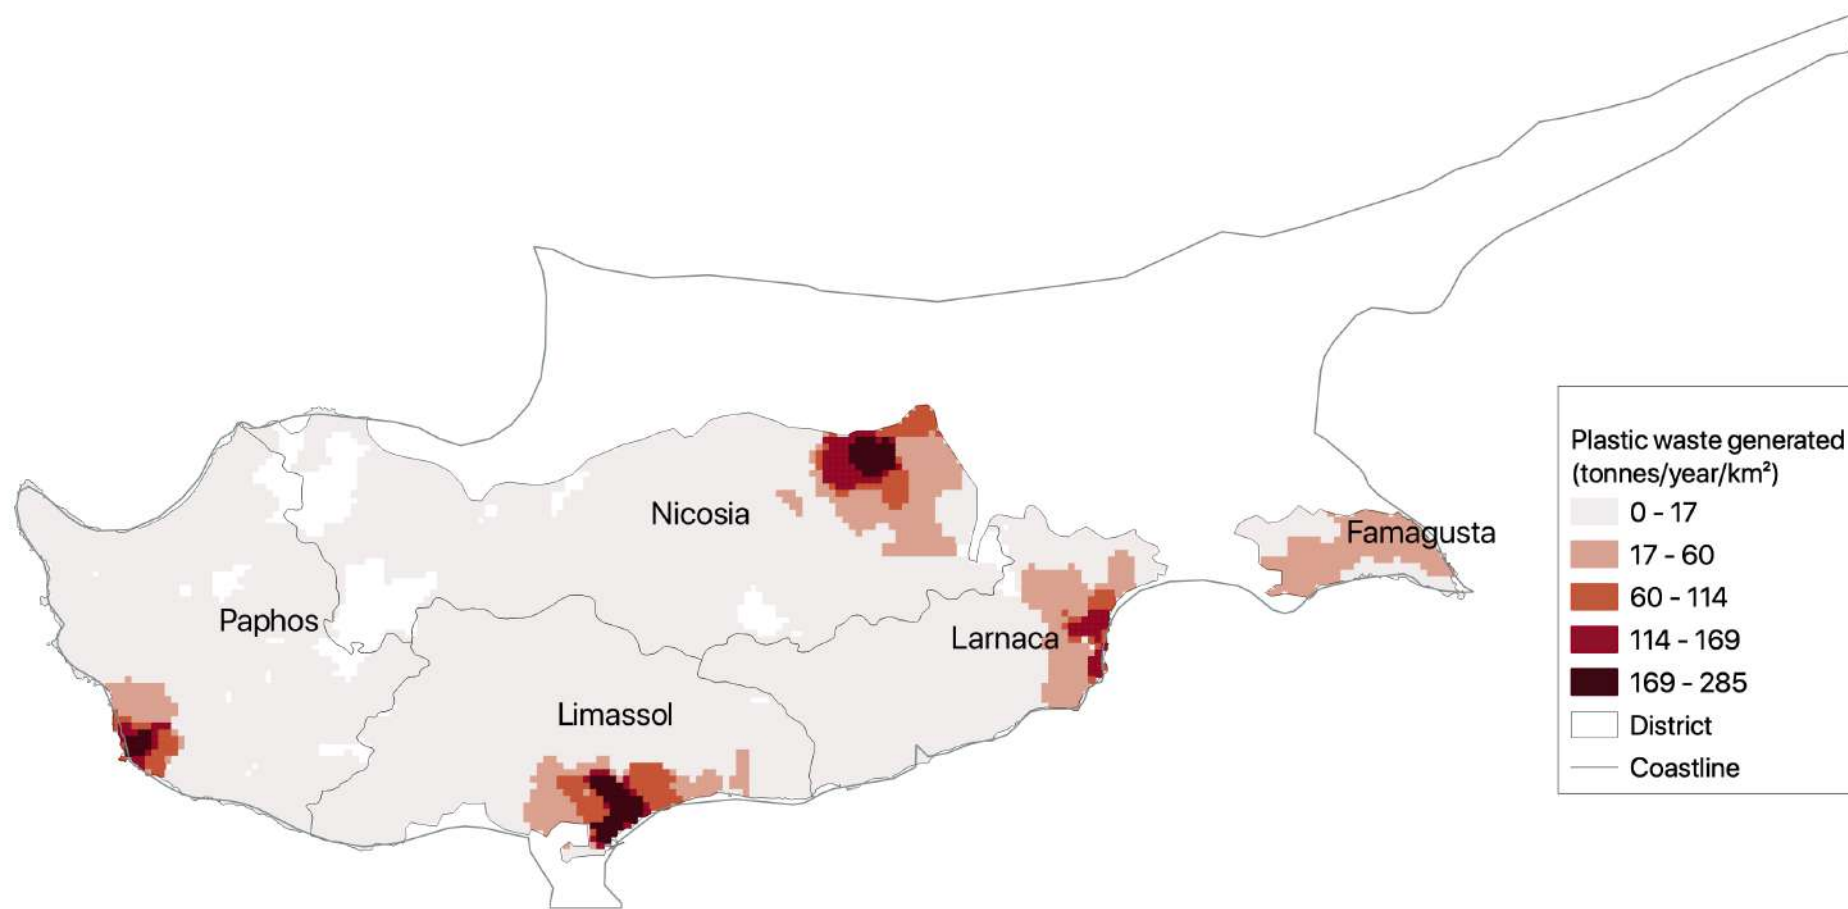 Nicosia
Famagusta
Paphos
Larnaca
Limassol
Plastic waste generated
(tonnes/year/km²)
0 - 17
17 - 60
60 - 114
114 - 169
169 - 285
District
Coastline